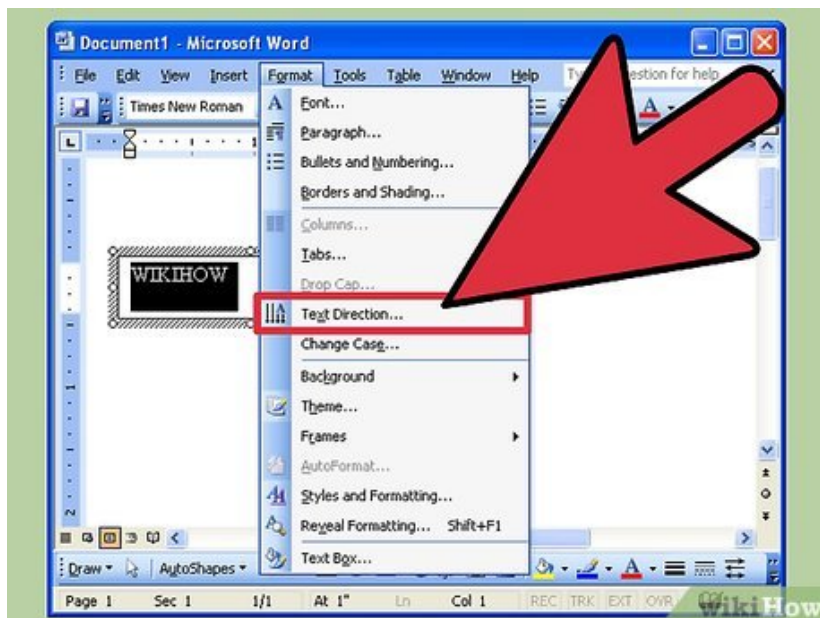 Document1 - Microsoft Word
File Edit View Insert Format Tools Table Window Help
Times New Roman
Font...
Paragraph...
Bullets and Numbering...
Borders and Shading...
Columns...
Tabs...
Drop Cap...
WIKIHOW
Text Direction...
Change Case...
Background
Theme...
Frames
AutoFormat...
Styles and Formatting...
Reveal Formatting... Shift+F1
Text Box...
Draw AutoShapes
Page 1 Sec 1 1/1 At 1" Ln Col 1 REC TRK EXT OVR
wikiHow